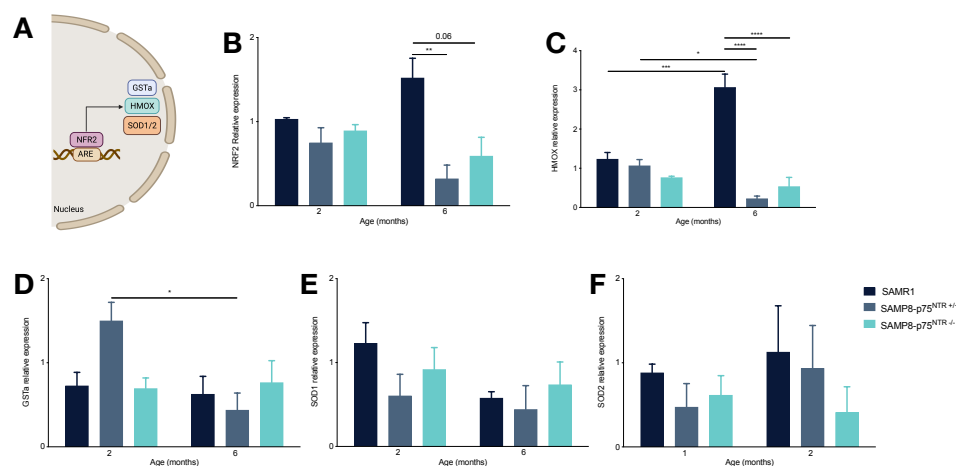 A
GSTa
HMOX
SOD1/2
NFR2
ARE
Nucleus
B
NRF2 Relative expression
2
1
0
0.06
**
2
6
Age (months)
C
HMOX relative expression
4
3
2
1
0
****
****
*
***
2
6
Age (months)
D
GSTa relative expression
2
1
0
*
2
6
Age (months)
E
SOD1 relative expression
2
1
0
2
6
Age (months)
F
SOD2 relative expression
2
1
0
1
2
Age (months)
SAMR1
SAMP8-p75NTR +/-
SAMP8-p75NTR -/-